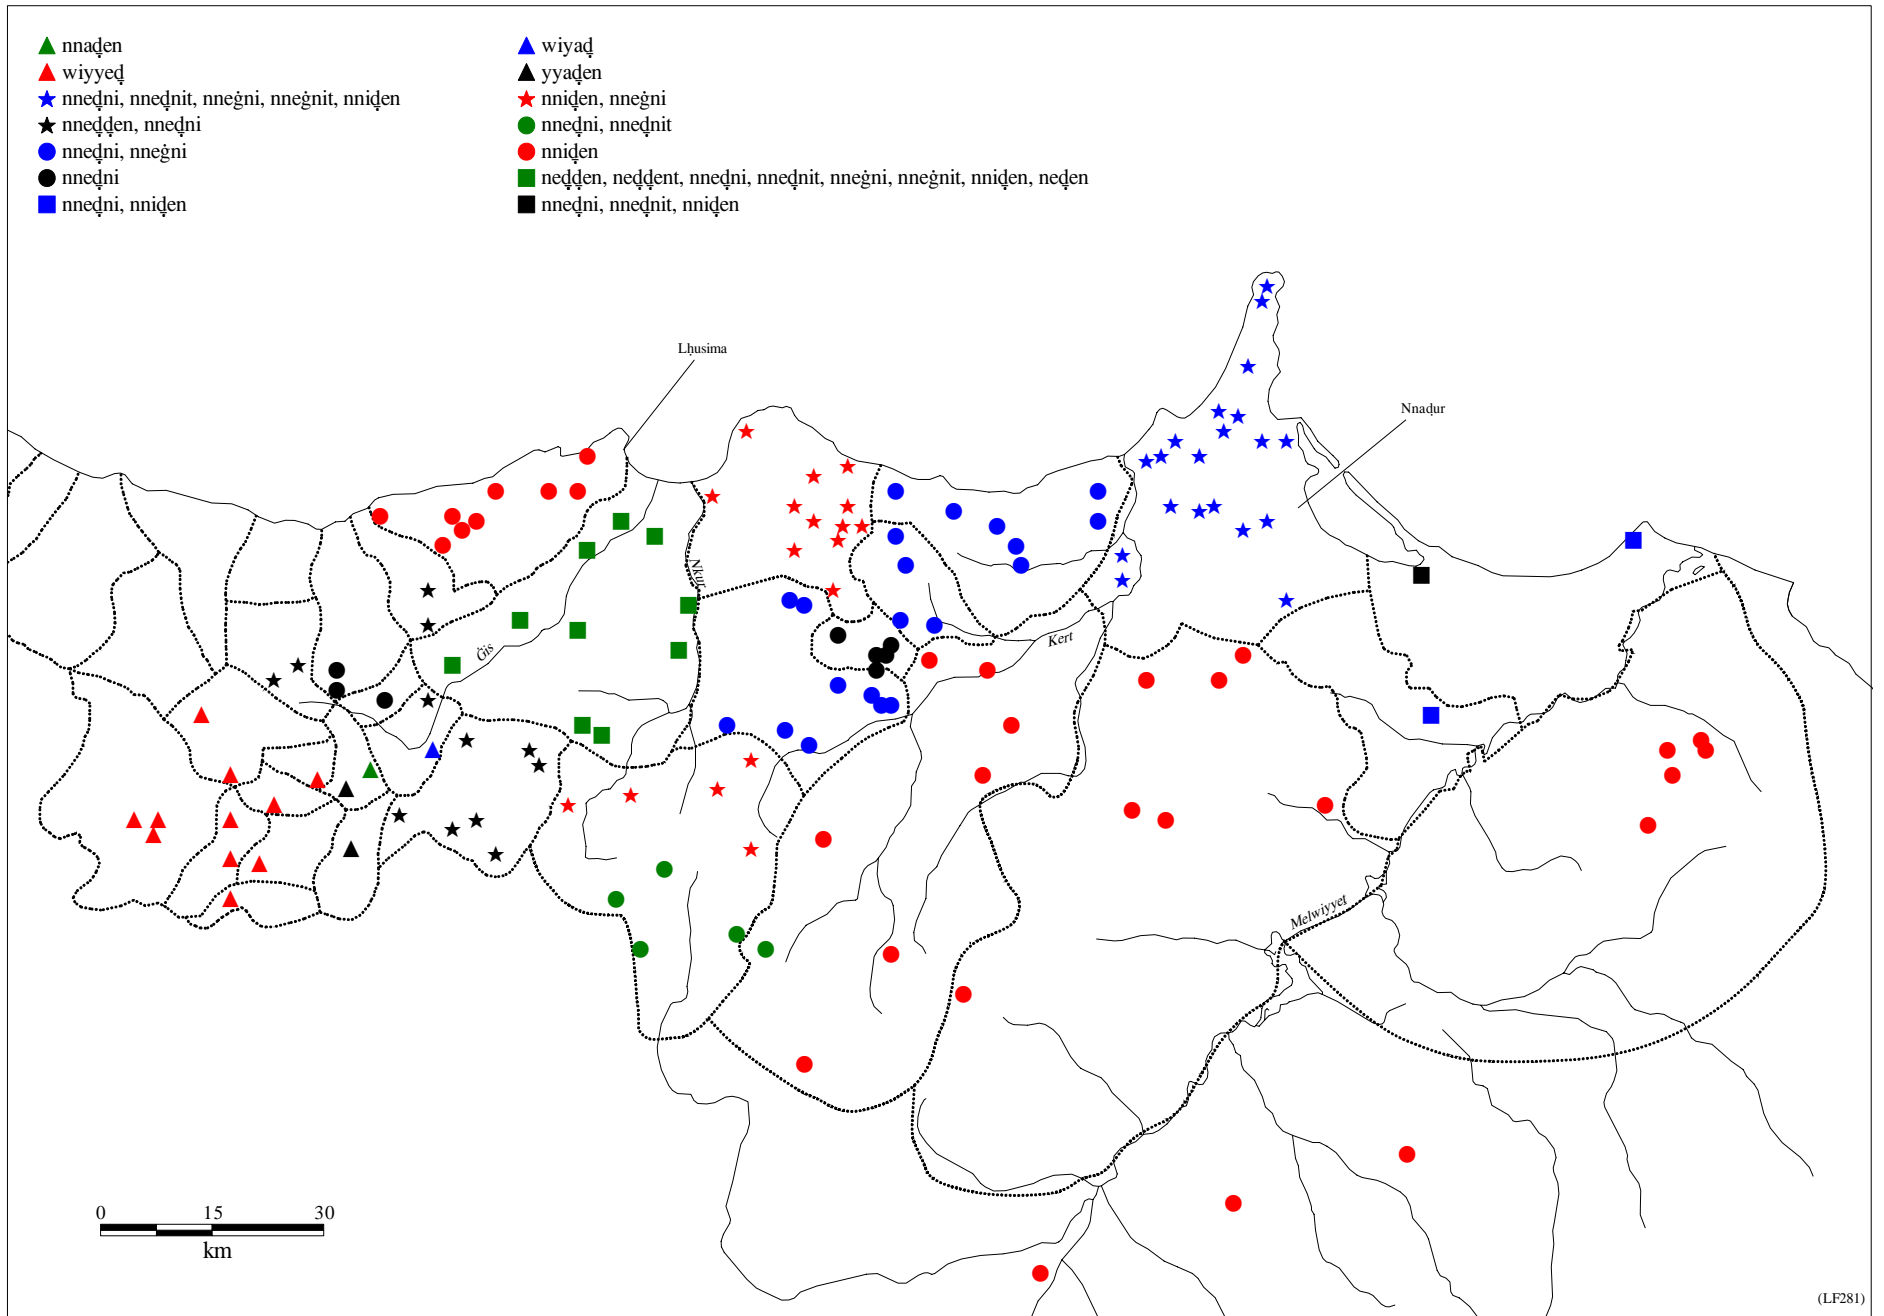 nnaḍen
wiyyeḍ
nneḍni, nneḍnit, nneġni, nneġnit, nniḍen
nneḍḍen, nneḍni
nneḍni, nneġni
nneḍni
nneḍni, nniḍen
wiyaḍ
yyaḍen
nniḍen, nneġni
nneḍni, nneḍnit
nniḍen
neḍḍen, neḍḍent, nneḍni, nneḍnit, nneġni, nneġnit, nniḍen, neḍen
nneḍni, nneḍnit, nniḍen
Lḥusima
Nnaḍur
Nkur
Ġis
Kert
Melwiyyet
0 15 30
km
(LF281)